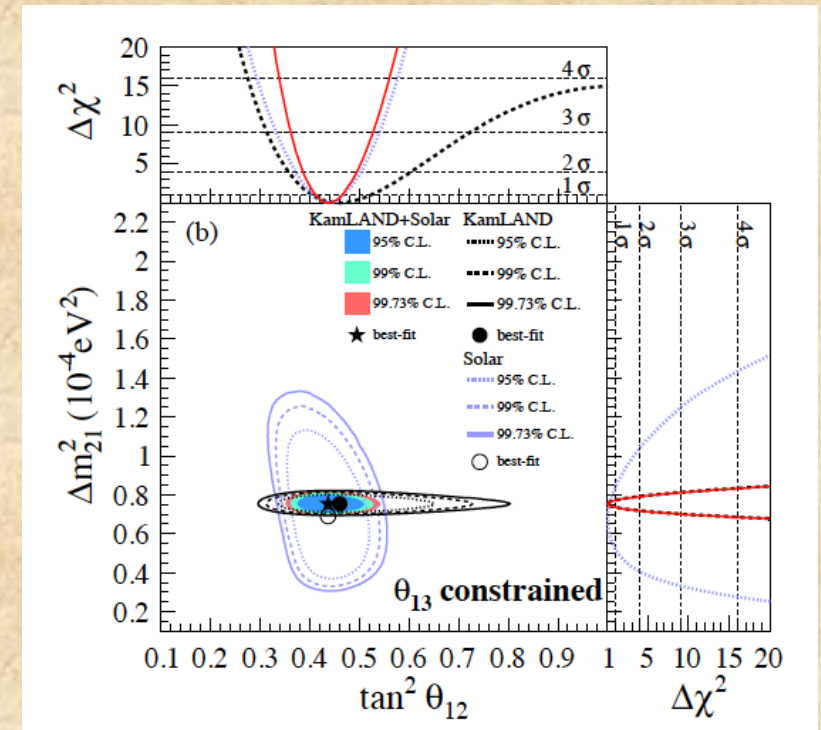 20
4 σ
15
Δχ²
10
3 σ
5
2 σ
1 σ
2.2
(b)
KamLAND+Solar KamLAND
1σ 2σ 3σ 4σ
95% C.L. 95% C.L.
2
99% C.L. 99% C.L.
1.8
99.73% C.L. 99.73% C.L.
1.6
best-fit best-fit
Solar
1.4
95% C.L.
1.2
99% C.L.
99.73% C.L.
1
best-fit
Δm²₂₁ (10⁻⁴eV²)
0.8
0.6
0.4
0.2
θ₁₃ constrained
0.1 0.2 0.3 0.4 0.5 0.6 0.7 0.8 0.9 1 5 10 15 20
tan² θ₁₂ Δχ²